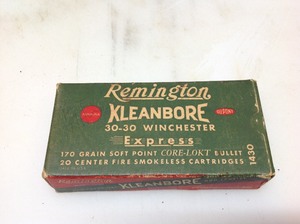 Remington
KLEANBORE
30-30 WINCHESTER
Express
170 GRAIN SOFT POINT CORE-LOKT BULLET
20 CENTER FIRE SMOKELESS CARTRIDGES
1430